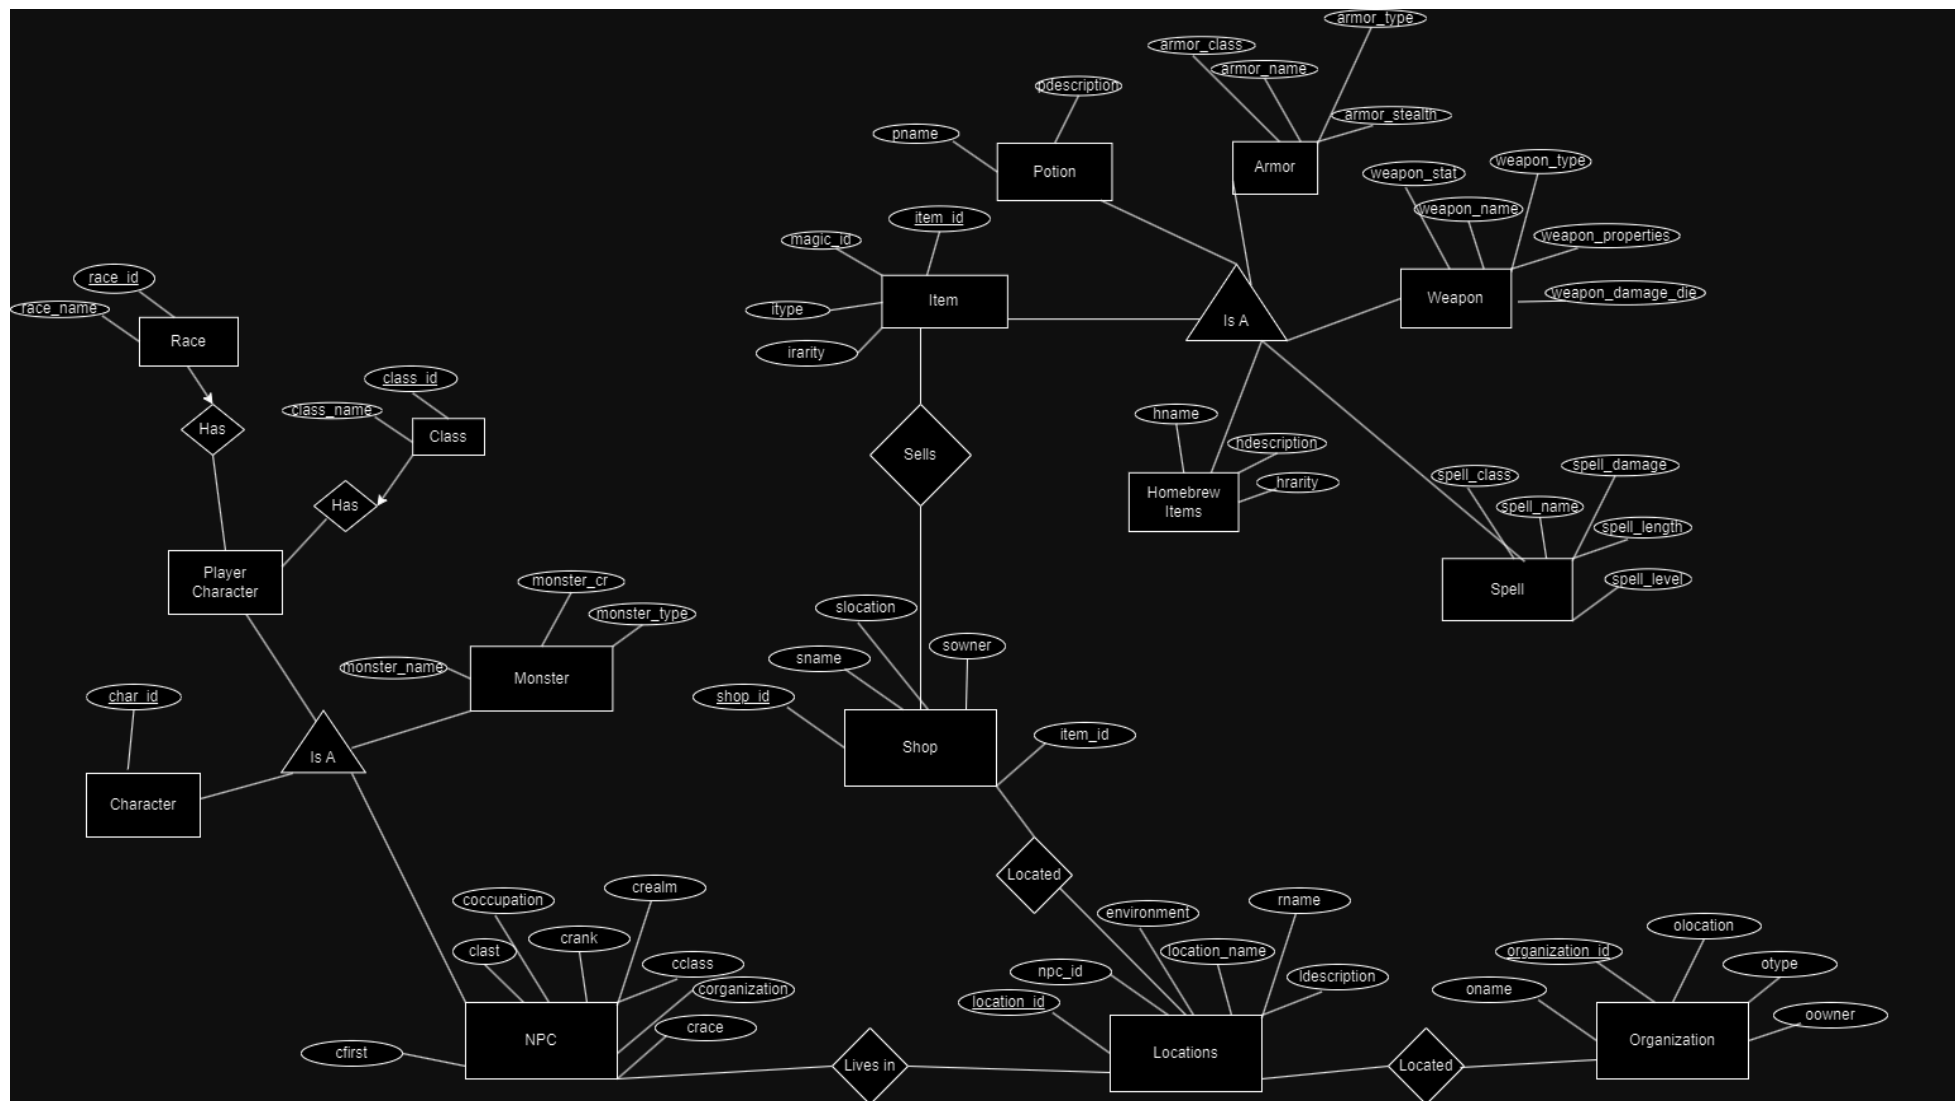 armor_type
armor_class
armor_name
pdescription
armor_stealth
pname
Potion
Armor
weapon_type
weapon_stat
weapon_name
item_id
magic_id
weapon_properties
race_id
race_name
Item
itype
Is A
Weapon
weapon_damage_die
Race
irarity
class_id
class_name
Class
Has
hname
hdescription
Sells
spell_class
spell_damage
hrarity
Homebrew
Items
Has
spell_name
spell_length
Player
Character
monster_cr
monster_type
slocation
Spell
spell_level
sname
sowner
monster_name
Monster
char_id
shop_id
Shop
item_id
Is A
Character
Located
crealm
coccupation
crank
clast
cclass
corganization
crace
cfirst
NPC
Lives in
environment
rname
location_name
npc_id
ldescription
location_id
Locations
Located
olocation
organization_id
otype
oname
oowner
Organization